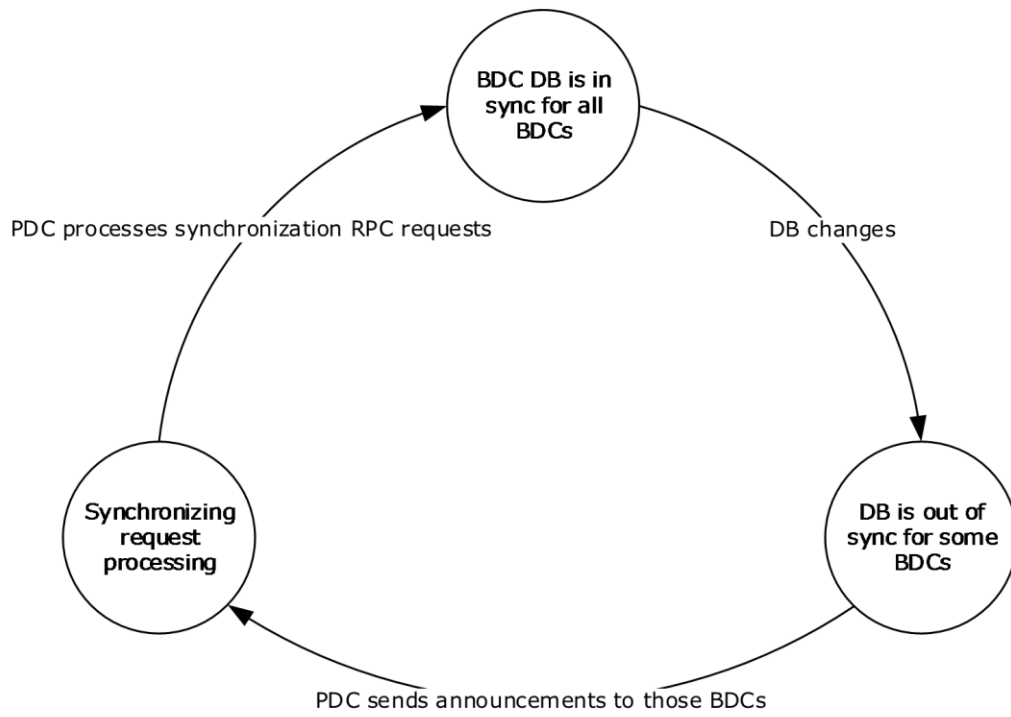 BDC DB is in
sync for all
BDCs
PDC processes synchronization RPC requests
DB changes
Synchronizing
request
processing
DB is out of
sync for some
BDCs
PDC sends announcements to those BDCs